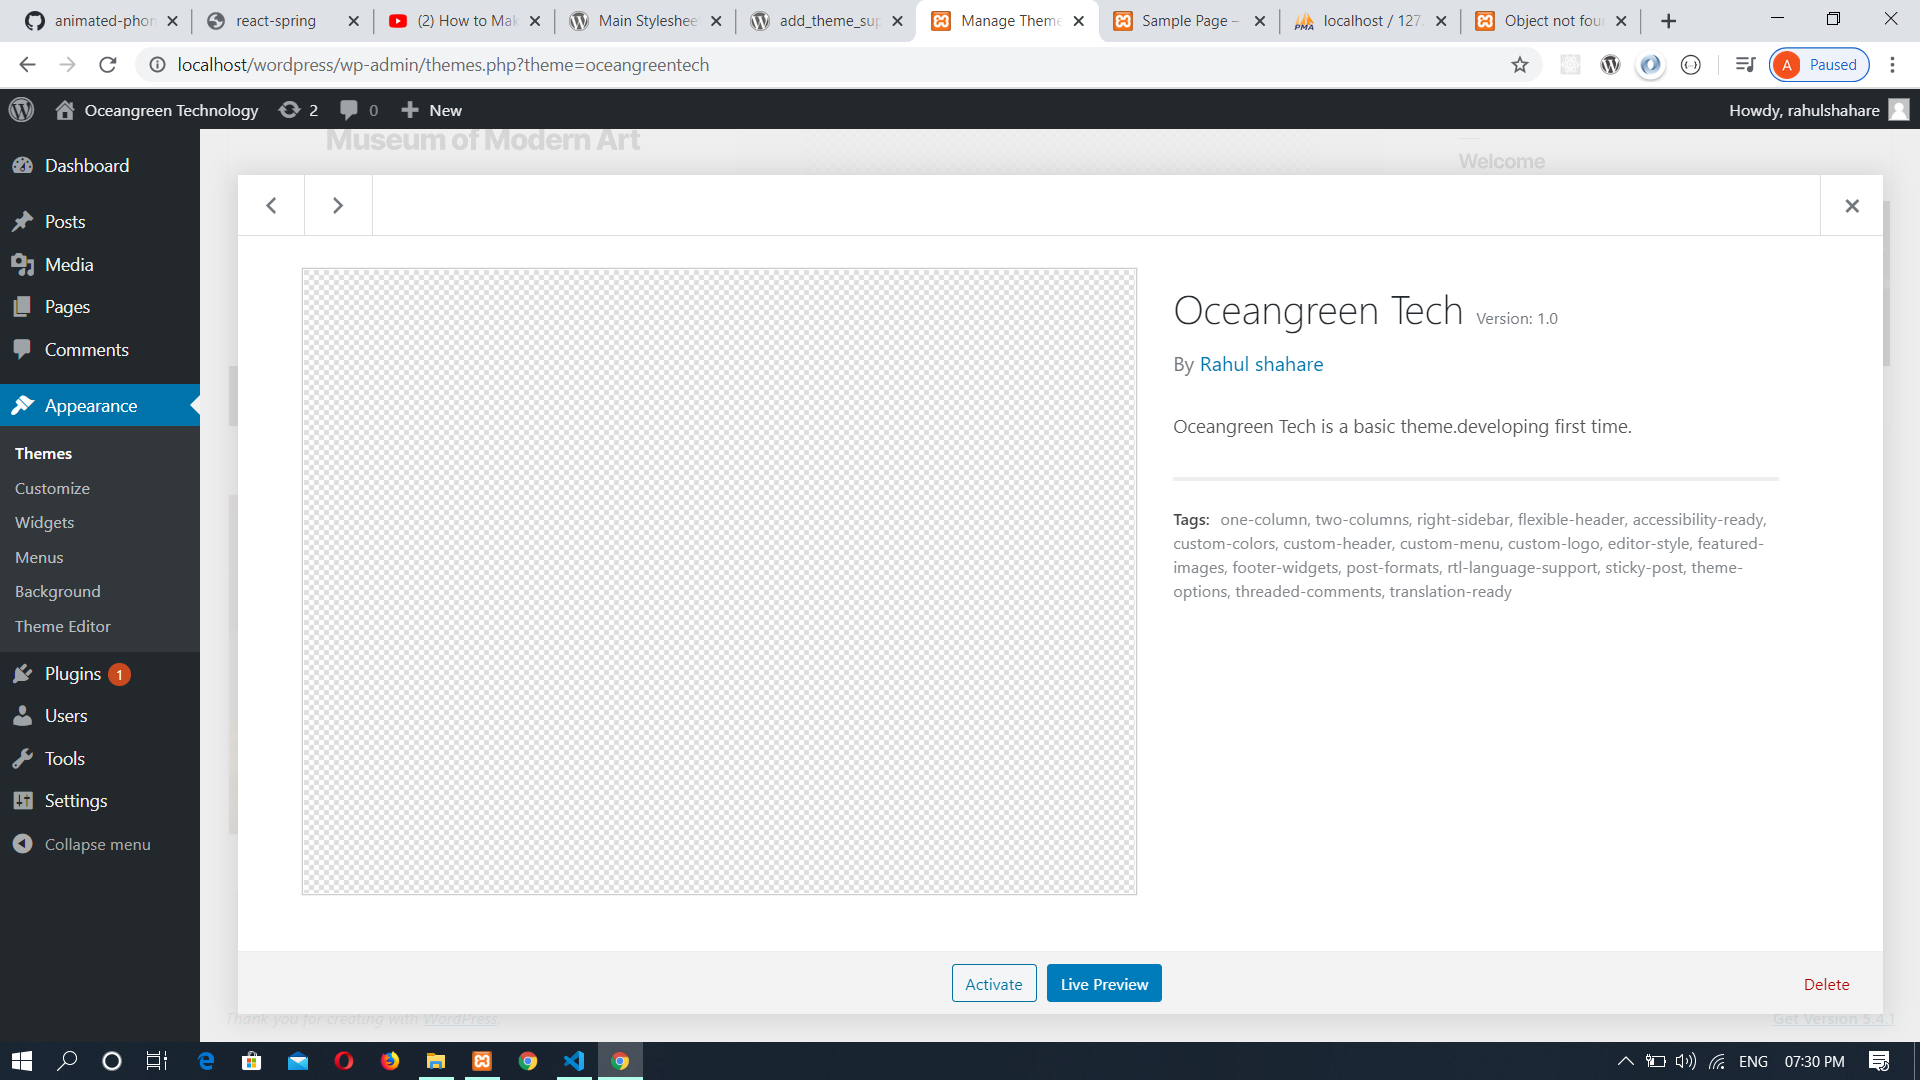 animated-phon
react-spring
(2) How to Mak
Main Styleshee
add_theme_sup
Manage Theme
Sample Page –
localhost / 127.
Object not foun
localhost/wordpress/wp-admin/themes.php?theme=oceangreentech
A Paused
Oceangreen Technology 2 0 New
Howdy, rahulshahare
Dashboard
Posts
Media
Pages
Comments
Appearance
Themes
Customize
Widgets
Menus
Background
Theme Editor
Plugins 1
Users
Tools
Settings
Collapse menu
Museum of Modern Art
Welcome
Oceangreen Tech Version: 1.0
By Rahul shahare
Oceangreen Tech is a basic theme.developing first time.
Tags: one-column, two-columns, right-sidebar, flexible-header, accessibility-ready,
custom-colors, custom-header, custom-menu, custom-logo, editor-style, featured-
images, footer-widgets, post-formats, rtl-language-support, sticky-post, theme-
options, threaded-comments, translation-ready
Activate
Live Preview
Delete
Thank you for creating with WordPress.
Get Version 5.4.1
ENG
07:30 PM